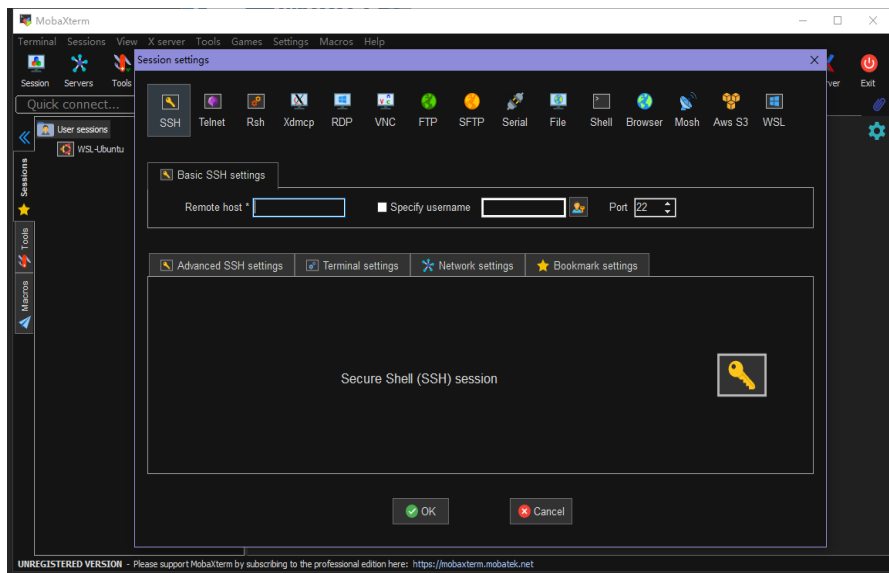 MobaXterm
Terminal Sessions View X server Tools Games Settings Macros Help
Session settings
Session Servers Tools
Exit
Quick connect...
SSH Telnet Rsh Xdmcp RDP VNC FTP SFTP Serial File Shell Browser Mosh Aws S3 WSL
User sessions
WSL-Ubuntu
Sessions
Tools
Macros
Basic SSH settings
Remote host * Specify username Port 22
Advanced SSH settings Terminal settings Network settings Bookmark settings
Secure Shell (SSH) session
OK Cancel
UNREGISTERED VERSION - Please support MobaXterm by subscribing to the professional edition here: https://mobaxterm.mobatek.net